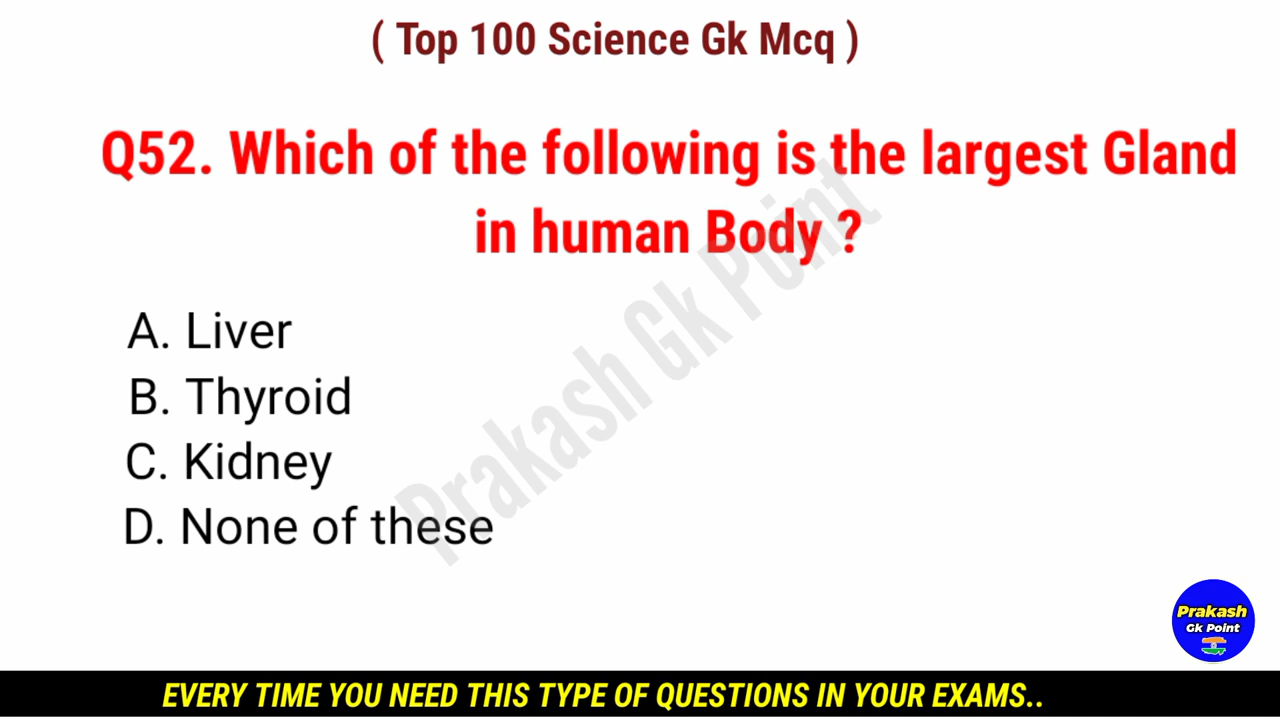 ( Top 100 Science Gk Mcq )
Q52. Which of the following is the largest Gland
in human Body ?
A. Liver
B. Thyroid
C. Kidney
D. None of these
Prakash Gk Point
Prakash
Gk Point
EVERY TIME YOU NEED THIS TYPE OF QUESTIONS IN YOUR EXAMS..